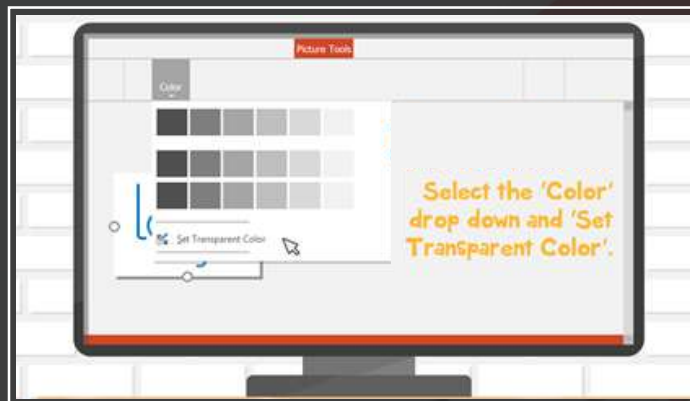 Picture Tools
Color
Select the 'Color'
drop down and 'Set
Transparent Color'.
Set Transparent Color